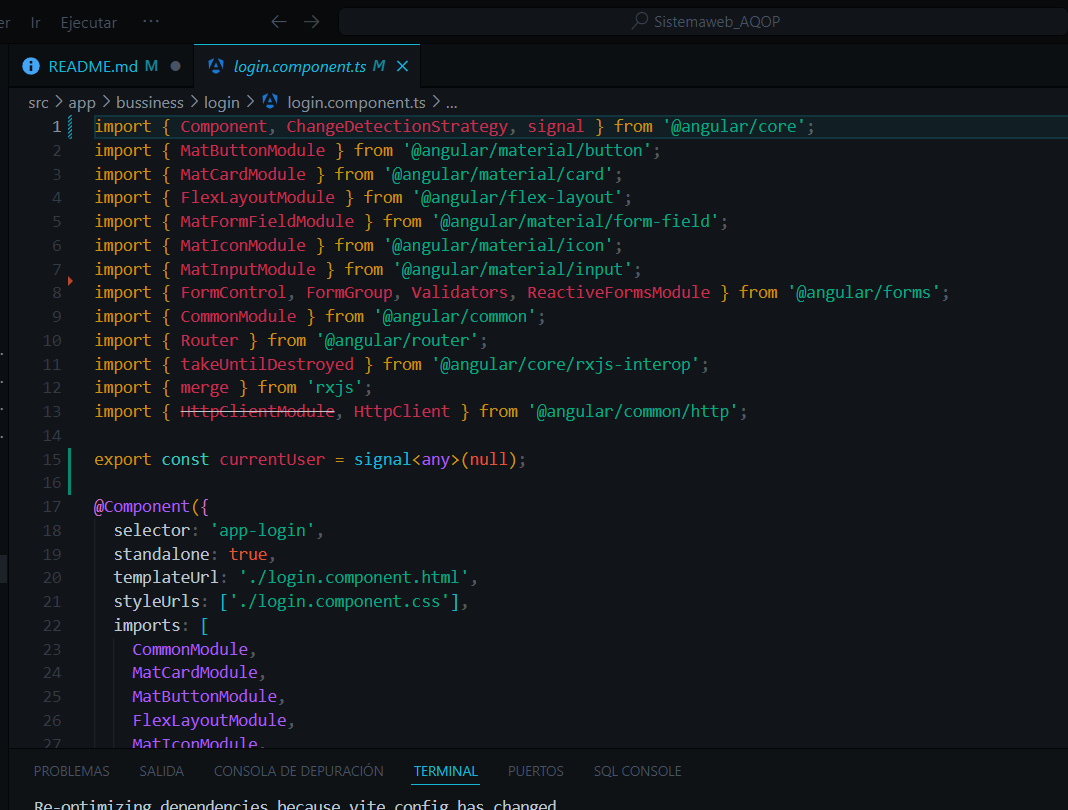 er Ir Ejecutar ... Sistemaweb_AQOP
README.md M login.component.ts M
src > app > bussiness > login > login.component.ts > ...
1 import { Component, ChangeDetectionStrategy, signal } from '@angular/core';
2 import { MatButtonModule } from '@angular/material/button';
3 import { MatCardModule } from '@angular/material/card';
4 import { FlexLayoutModule } from '@angular/flex-layout';
5 import { MatFormFieldModule } from '@angular/material/form-field';
6 import { MatIconModule } from '@angular/material/icon';
7 import { MatInputModule } from '@angular/material/input';
8 import { FormControl, FormGroup, Validators, ReactiveFormsModule } from '@angular/forms';
9 import { CommonModule } from '@angular/common';
10 import { Router } from '@angular/router';
11 import { takeUntilDestroyed } from '@angular/core/rxjs-interop';
12 import { merge } from 'rxjs';
13 import { HttpClientModule, HttpClient } from '@angular/common/http';
14
15 export const currentUser = signal<any>(null);
16
17 @Component({
18 selector: 'app-login',
19 standalone: true,
20 templateUrl: './login.component.html',
21 styleUrls: ['./login.component.css'],
22 imports: [
23 CommonModule,
24 MatCardModule,
25 MatButtonModule,
26 FlexLayoutModule,
27 MatIconModule,
PROBLEMAS SALIDA CONSOLA DE DEPURACIÓN TERMINAL PUERTOS SQL CONSOLE
Re-optimizing dependencies because vite config has changed